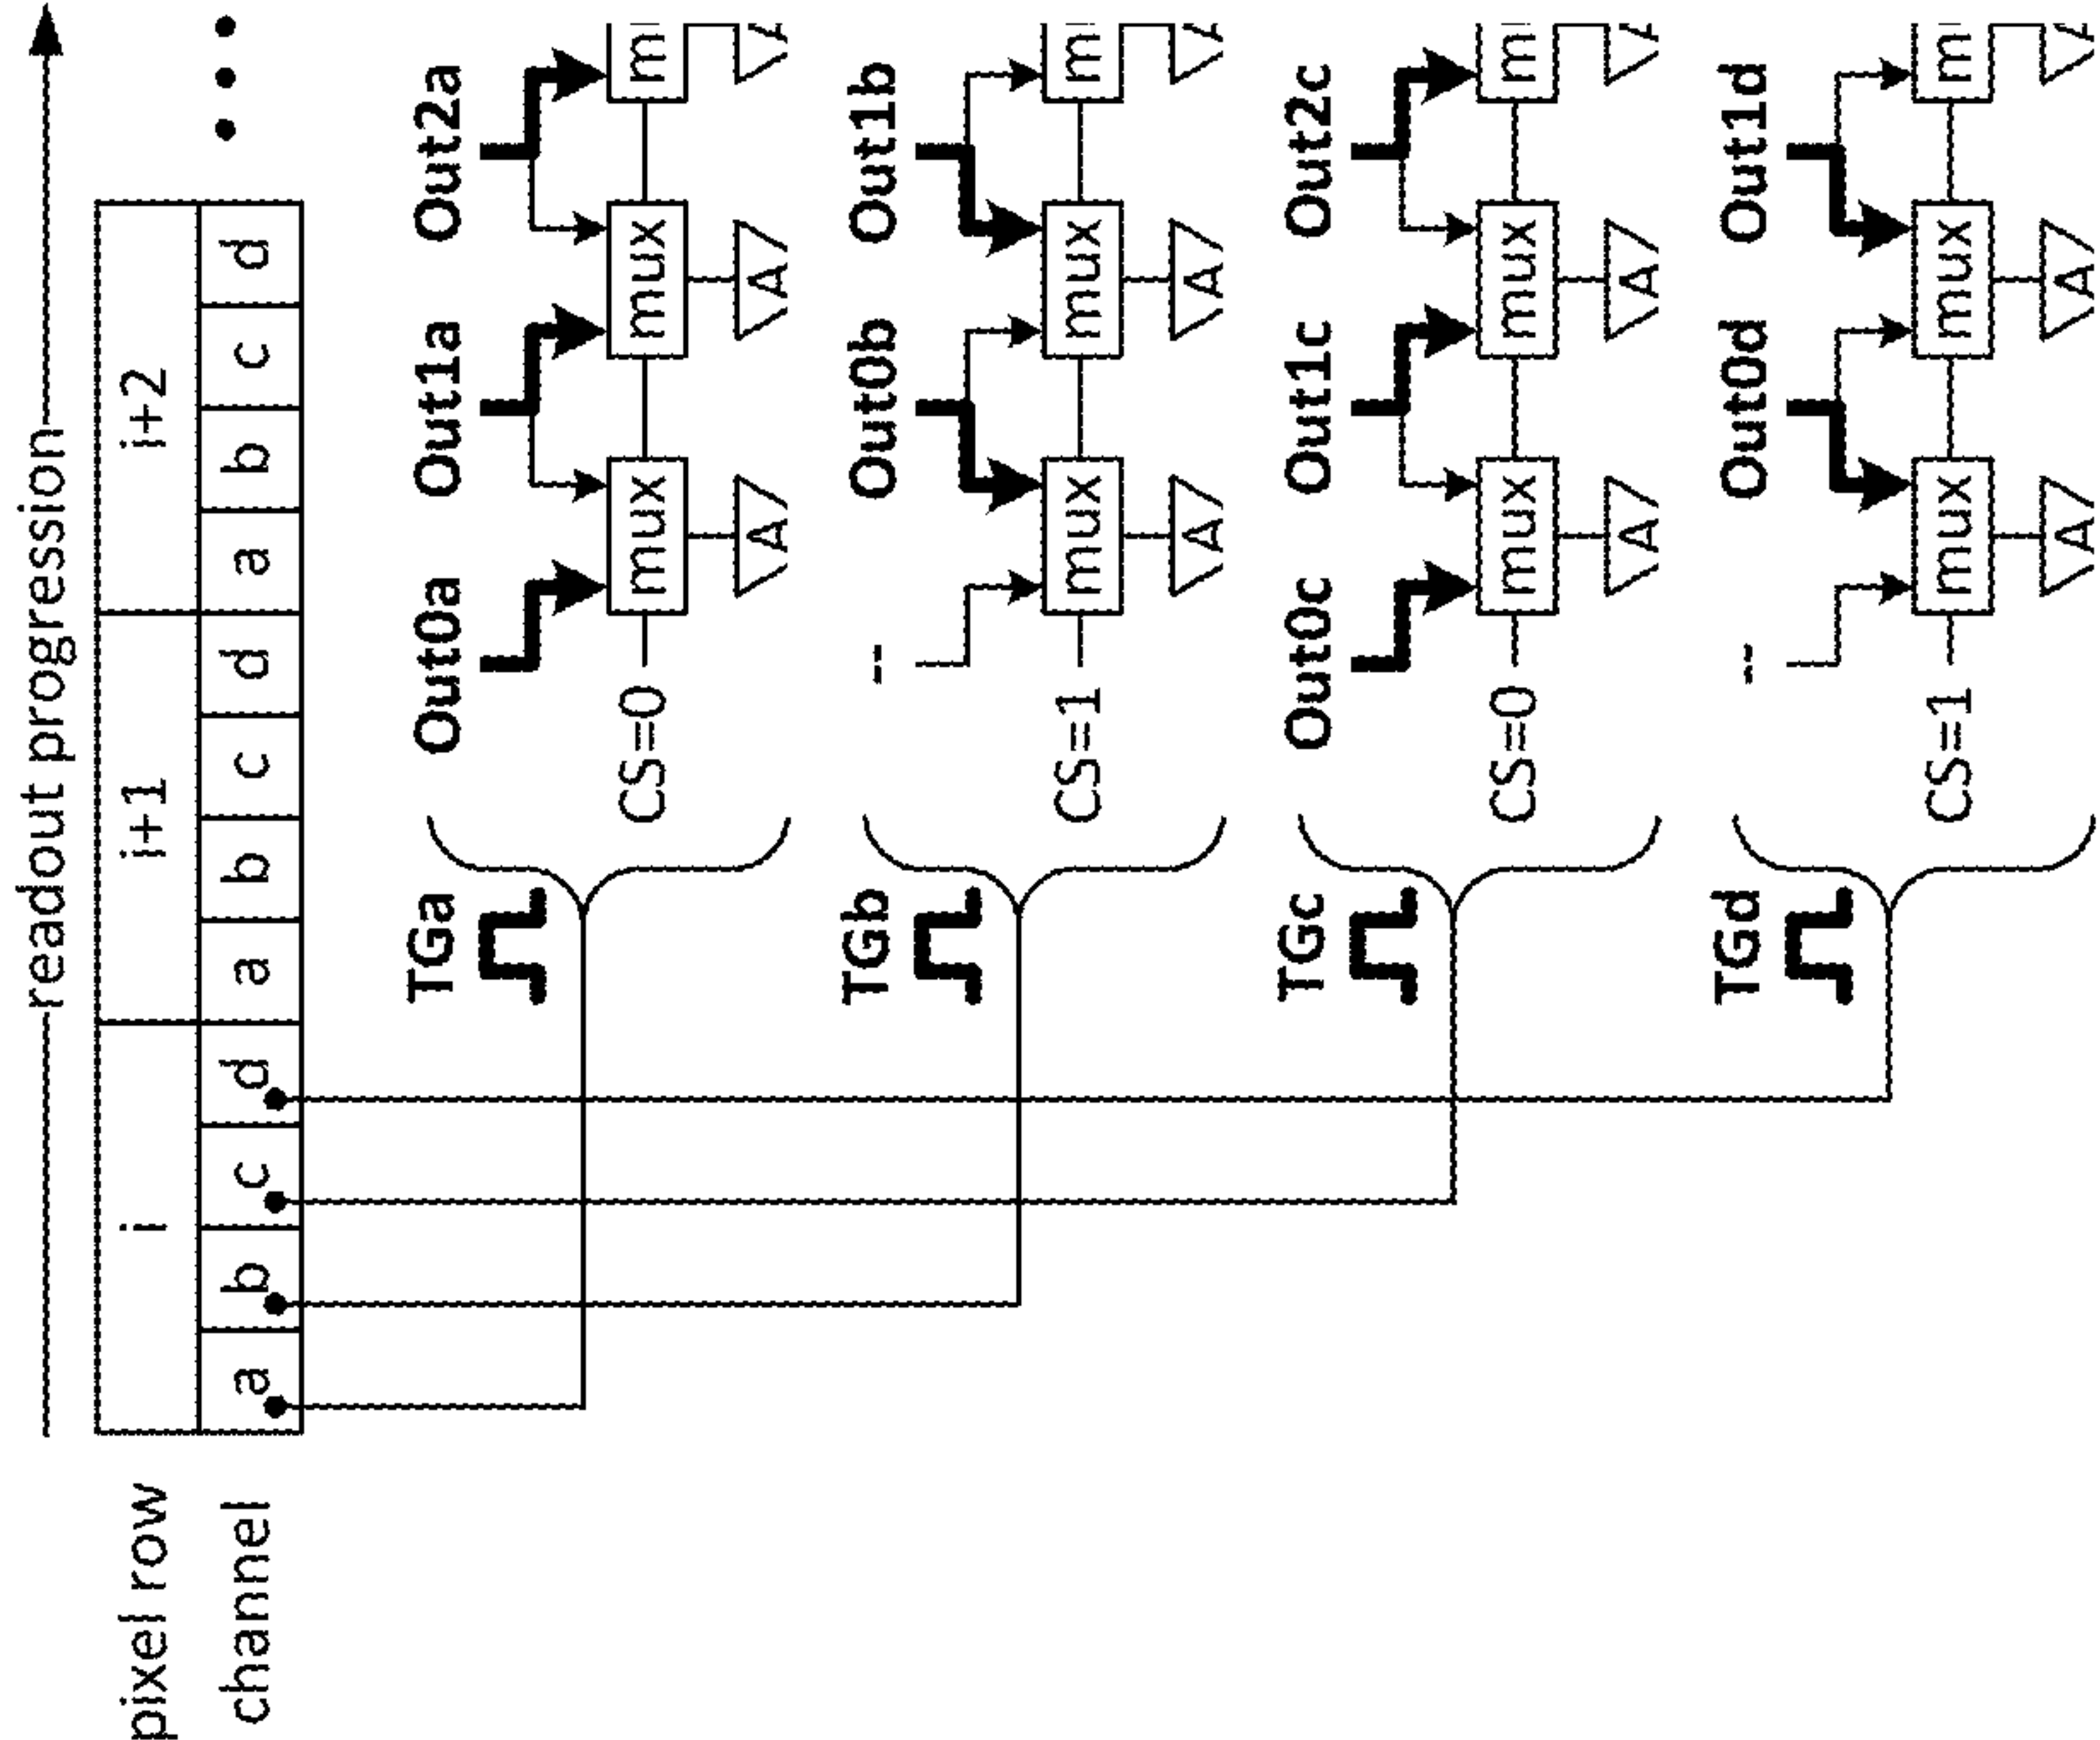 readout progression
pixel row i i+1 i+2
channel a b c d a b c d a b c d
TGa Out0a Out1a Out2a
CS=0 mux mux m
A A A
TGb -- Out0b Out1b
CS=1 mux mux m
A A A
TGc Out0c Out1c Out2c
CS=0 mux mux m
A A A
TGd -- Out0d Out1d
CS=1 mux mux m
A A A